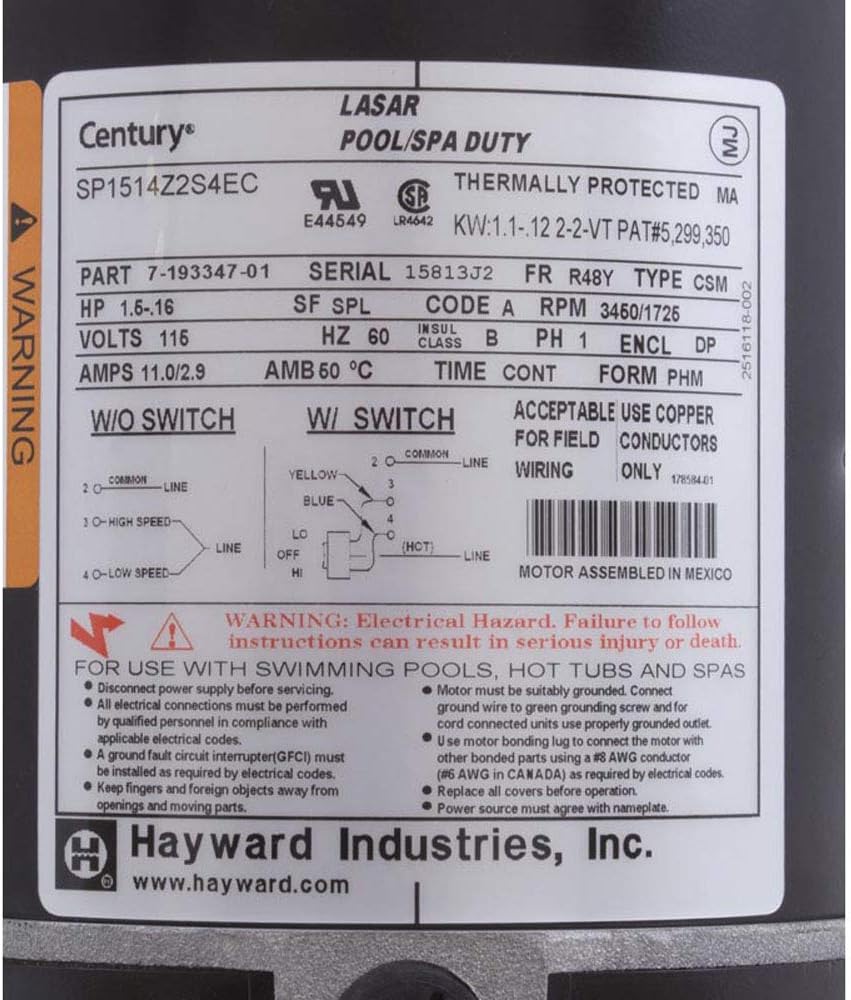 WARNING
LASAR
Century®
POOL/SPA DUTY
MJ
SP1514Z2S4EC
E44549
LR4642
THERMALLY PROTECTED MA
KW:1.1-.12 2-2-VT PAT#5,299,350
PART 7-193347-01 SERIAL 15813J2 FR R48Y TYPE CSM
HP 1.5-.16 SF SPL CODE A RPM 3450/1725
VOLTS 115 HZ 60 INSUL CLASS B PH 1 ENCL DP
AMPS 11.0/2.9 AMB 50 °C TIME CONT FORM PHM
2516118-002
W/O SWITCH
2 COMMON LINE
3 HIGH SPEED
LINE
4 LOW SPEED
W/ SWITCH
2 COMMON LINE
YELLOW 3
BLUE 4
LO
OFF (HOT) LINE
HI
ACCEPTABLE
FOR FIELD
WIRING
USE COPPER
CONDUCTORS
ONLY 178584-01
MOTOR ASSEMBLED IN MEXICO
WARNING: Electrical Hazard. Failure to follow
instructions can result in serious injury or death.
FOR USE WITH SWIMMING POOLS, HOT TUBS AND SPAS
• Disconnect power supply before servicing.
• All electrical connections must be performed
by qualified personnel in compliance with
applicable electrical codes.
• A ground fault circuit interrupter(GFCI) must
be installed as required by electrical codes.
• Keep fingers and foreign objects away from
openings and moving parts.
• Motor must be suitably grounded. Connect
ground wire to green grounding screw and for
cord connected units use properly grounded outlet.
• Use motor bonding lug to connect the motor with
other bonded parts using a #8 AWG conductor
(#6 AWG in CANADA) as required by electrical codes.
• Replace all covers before operation.
• Power source must agree with nameplate.
H ®
Hayward Industries, Inc.
www.hayward.com